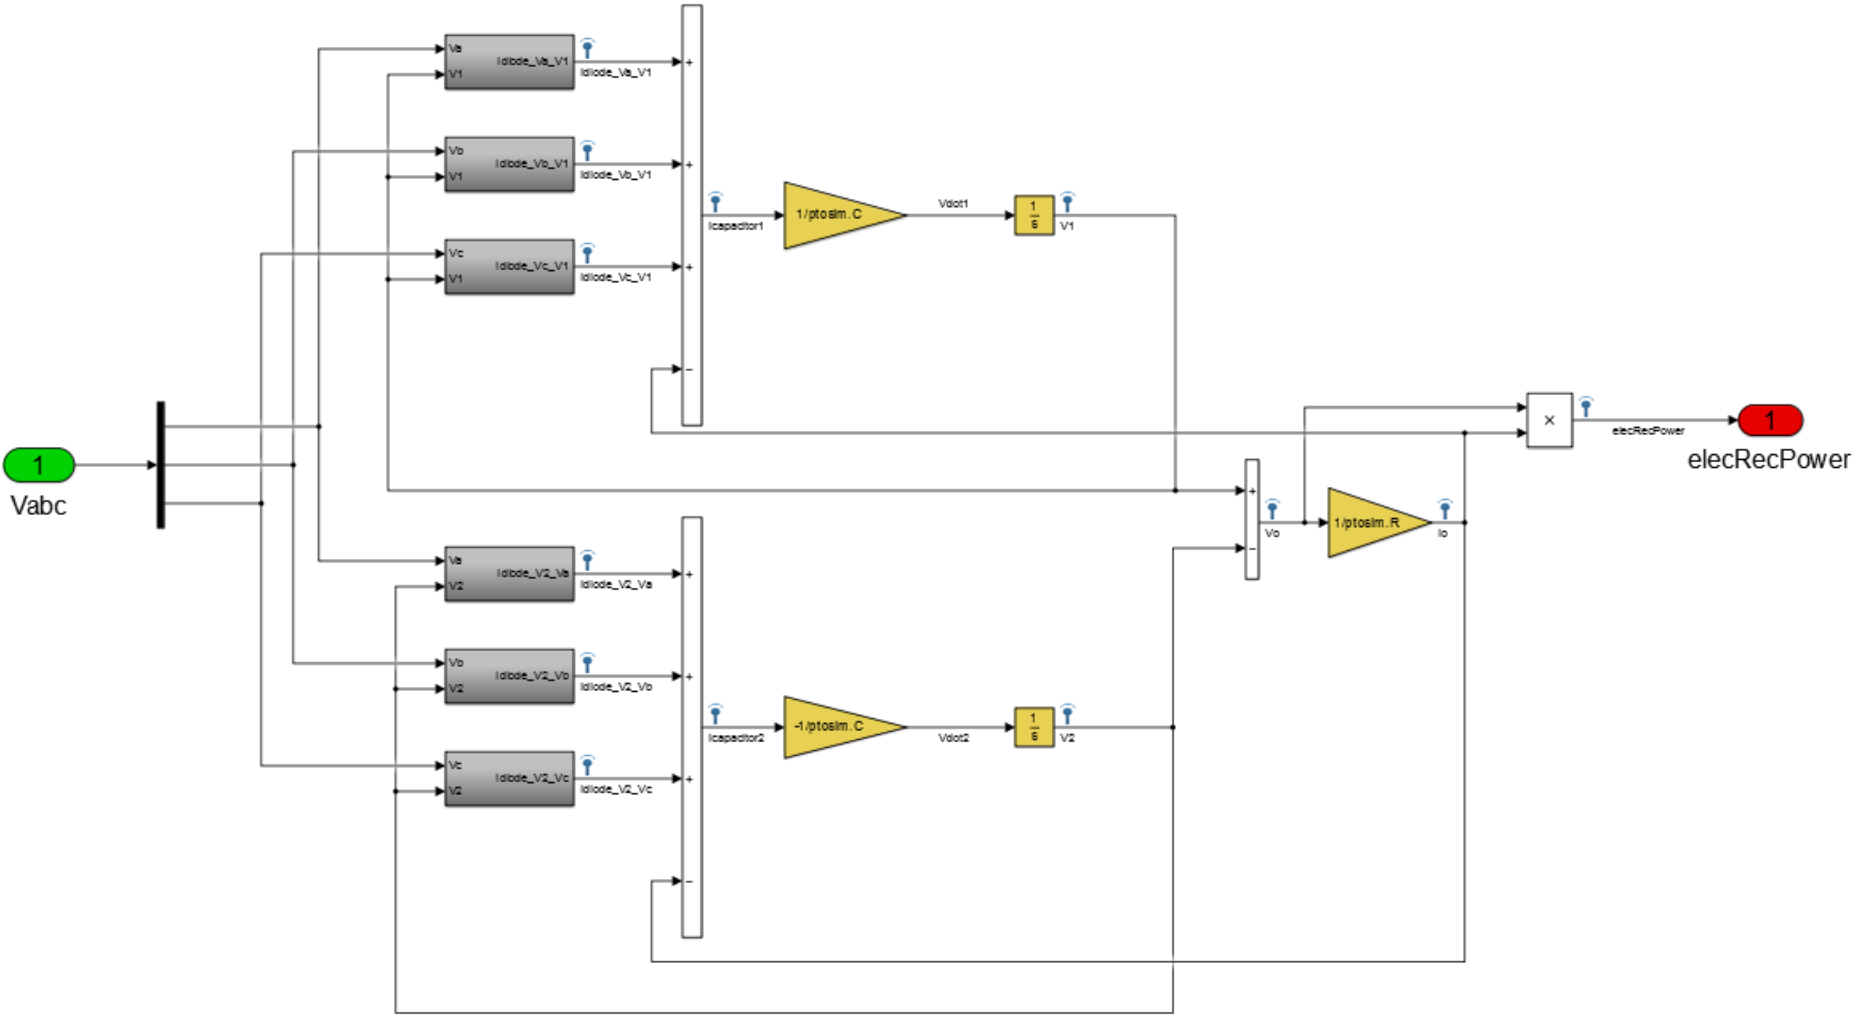 Va
V1
Idiode_Va_V1
Idiode_Va_V1
+
Vb
V1
Idiode_Vb_V1
Idiode_Vb_V1
+
Vc
V1
Idiode_Vc_V1
Idiode_Vc_V1
+
−
Icapacitor1
1/ptosim.C
Vdot1
1
s
V1
1
Vabc
Va
V2
Idiode_V2_Va
Idiode_V2_Va
+
Vb
V2
Idiode_V2_Vb
Idiode_V2_Vb
+
Vc
V2
Idiode_V2_Vc
Idiode_V2_Vc
+
−
Icapacitor2
-1/ptosim.C
Vdot2
1
s
V2
+
−
Vo
1/ptosim.R
Io
×
elecRecPower
1
elecRecPower